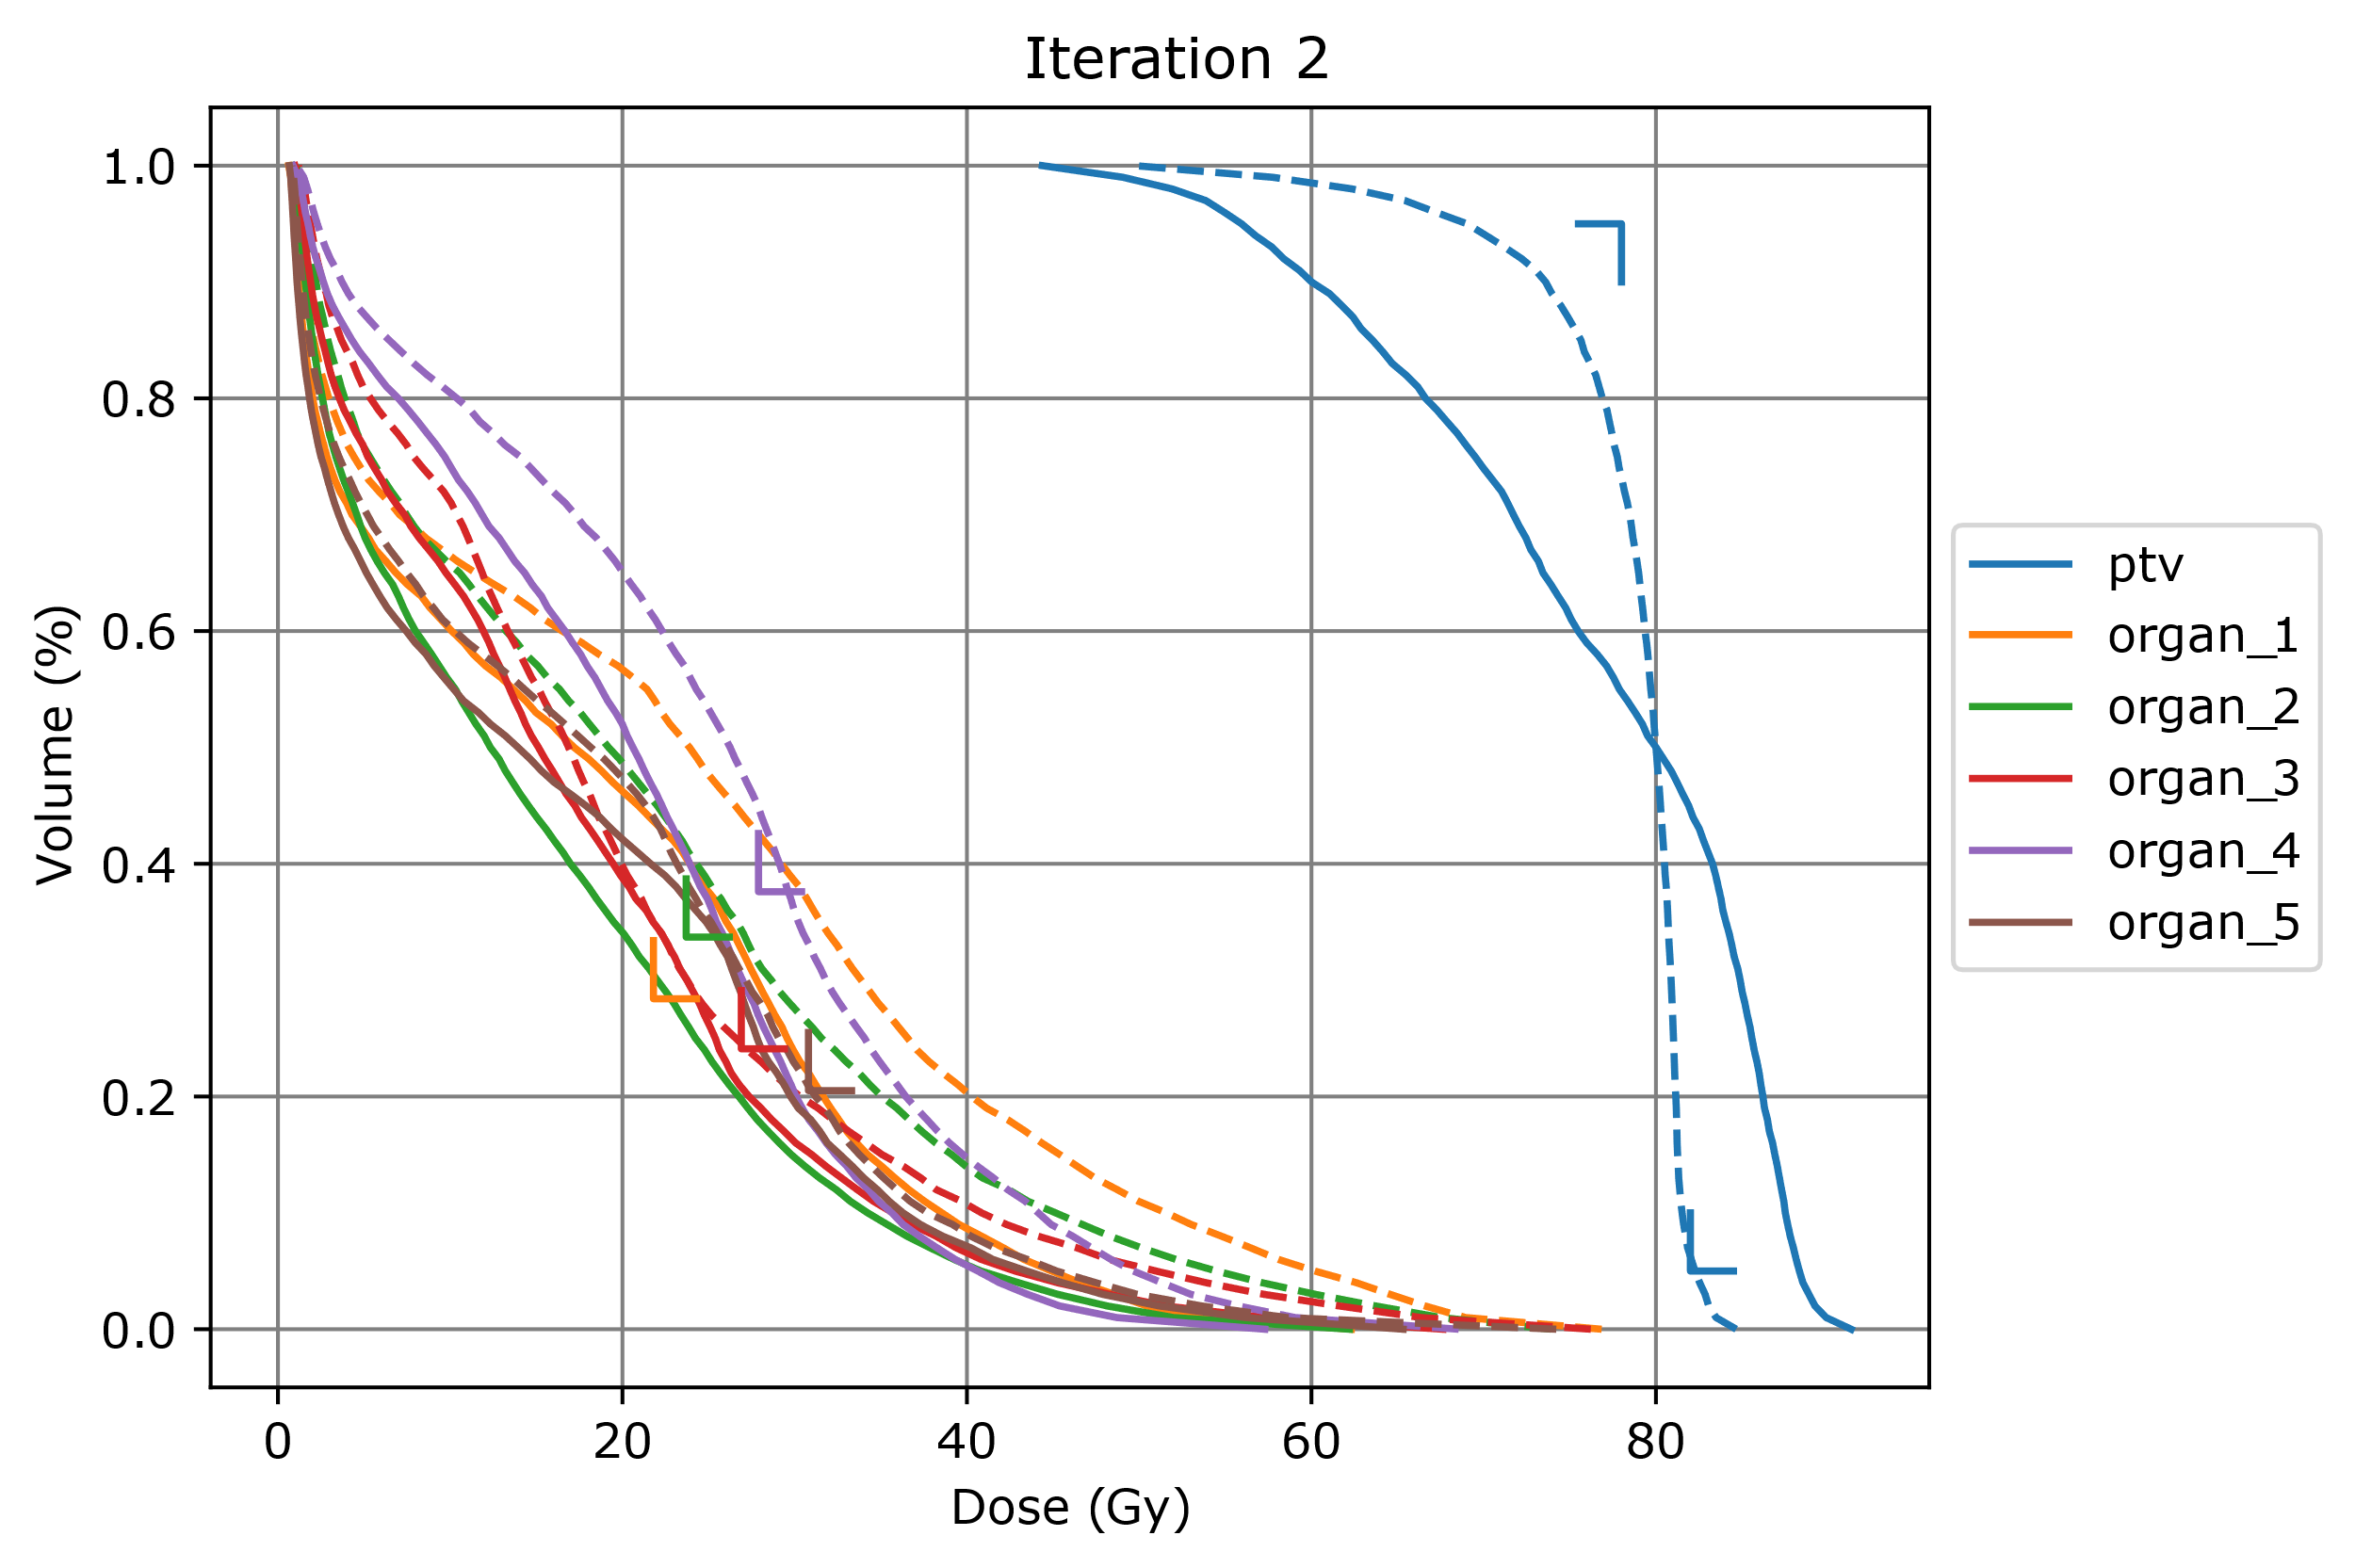 Iteration 2
1.0
0.8
0.6
0.4
0.2
0.0
Volume (%)
0 20 40 60 80
Dose (Gy)
ptv
organ_1
organ_2
organ_3
organ_4
organ_5